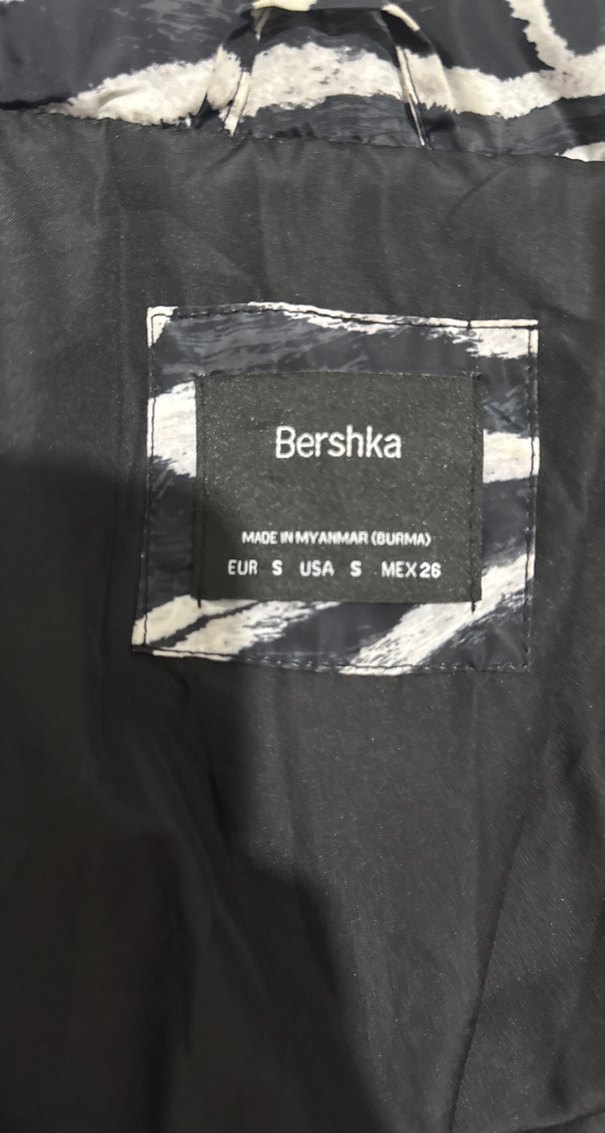 Bershka
MADE IN MYANMAR (BURMA)
EUR S USA S MEX 26